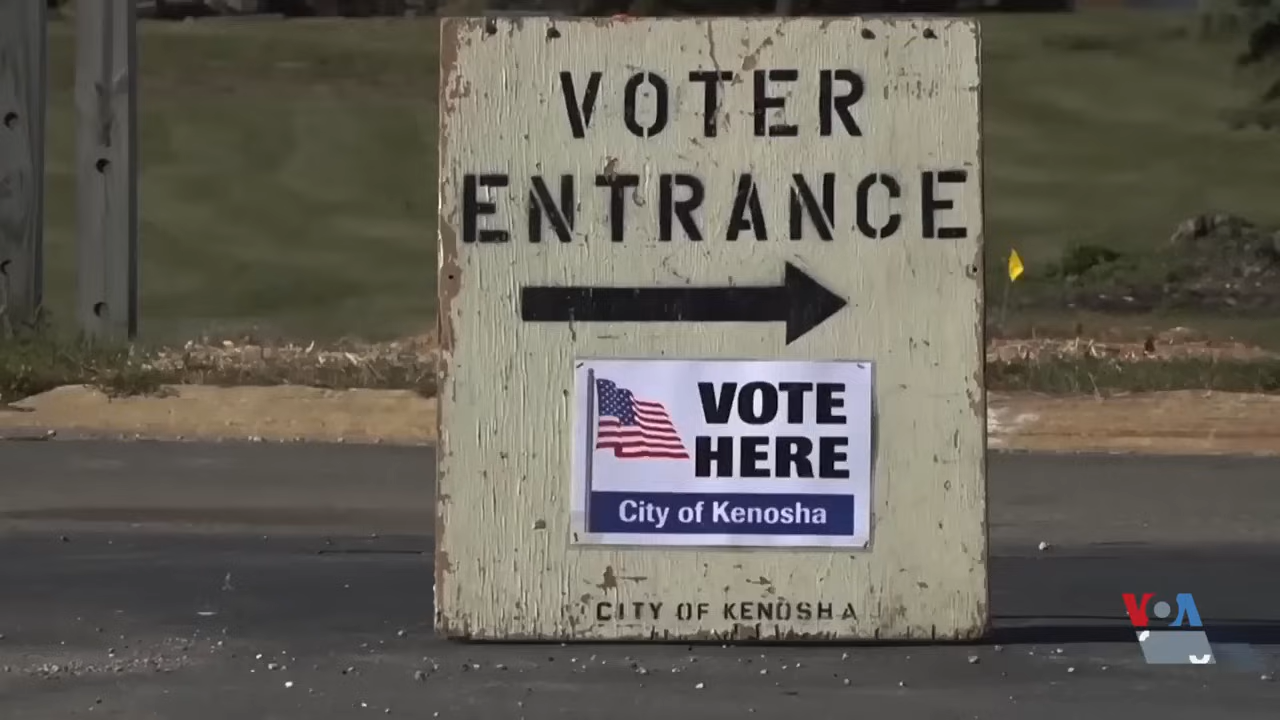 VOTER
ENTRANCE
VOTE
HERE
City of Kenosha
CITY OF KENOSHA
VOA